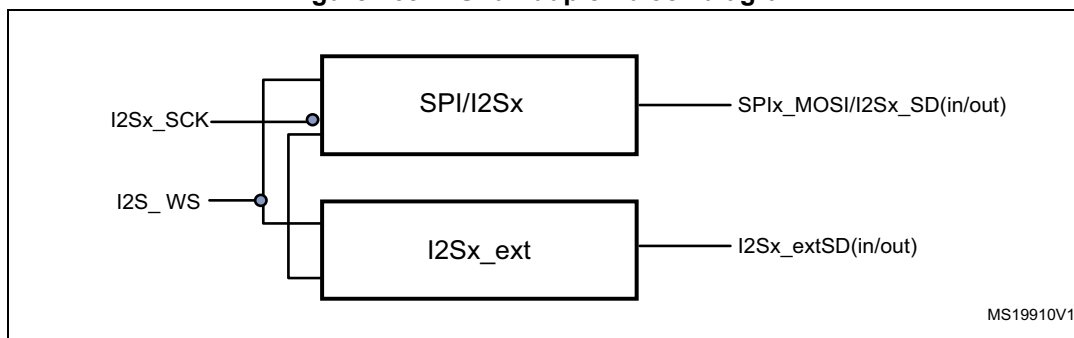 SPI/I2Sx
I2Sx_SCK
SPIx_MOSI/I2Sx_SD(in/out)
I2S_ WS
I2Sx_ext
I2Sx_extSD(in/out)
MS19910V1